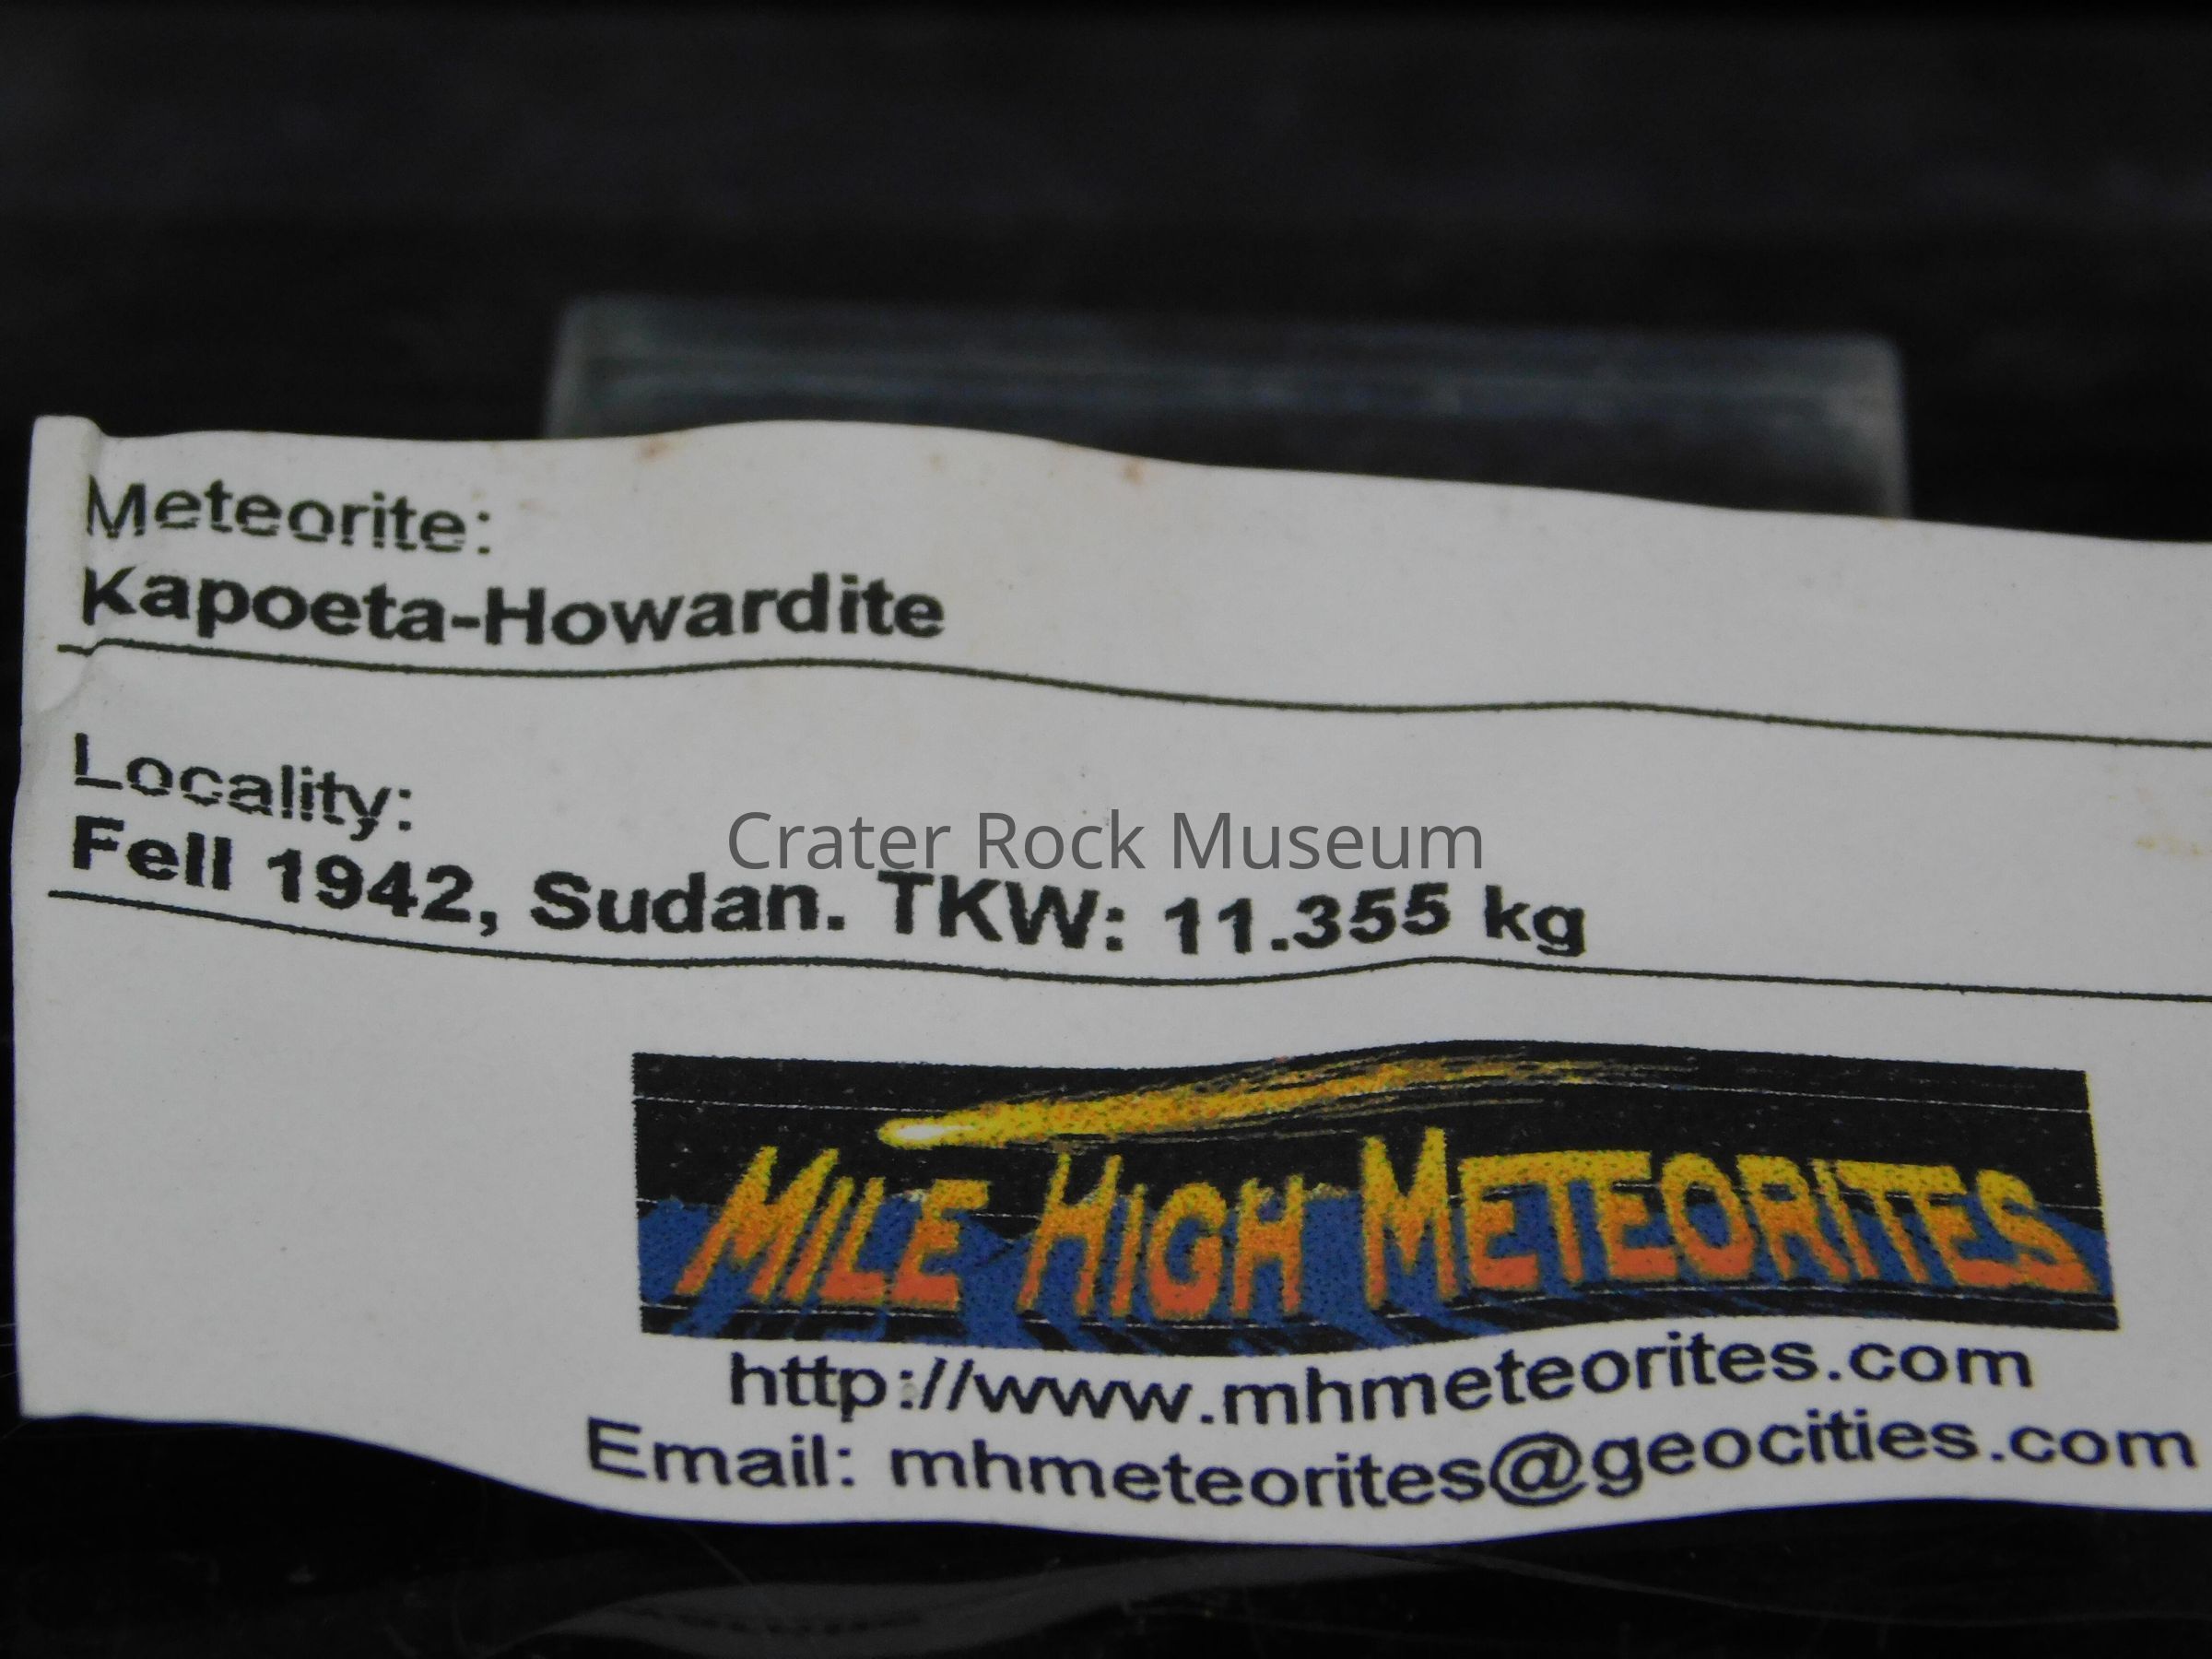 Meteorite:
Kapoeta-Howardite
Locality:
Crater Rock Museum
Fell 1942, Sudan. TKW: 11.355 kg
MILE HIGH METEORITES
http://www.mhmeteorites.com
Email: mhmeteorites@geocities.com